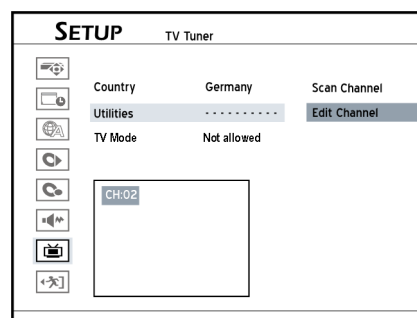 SETUP TV Tuner
Country Germany Scan Channel
Utilities - - - - - - - - - - Edit Channel
TV Mode Not allowed
CH:02